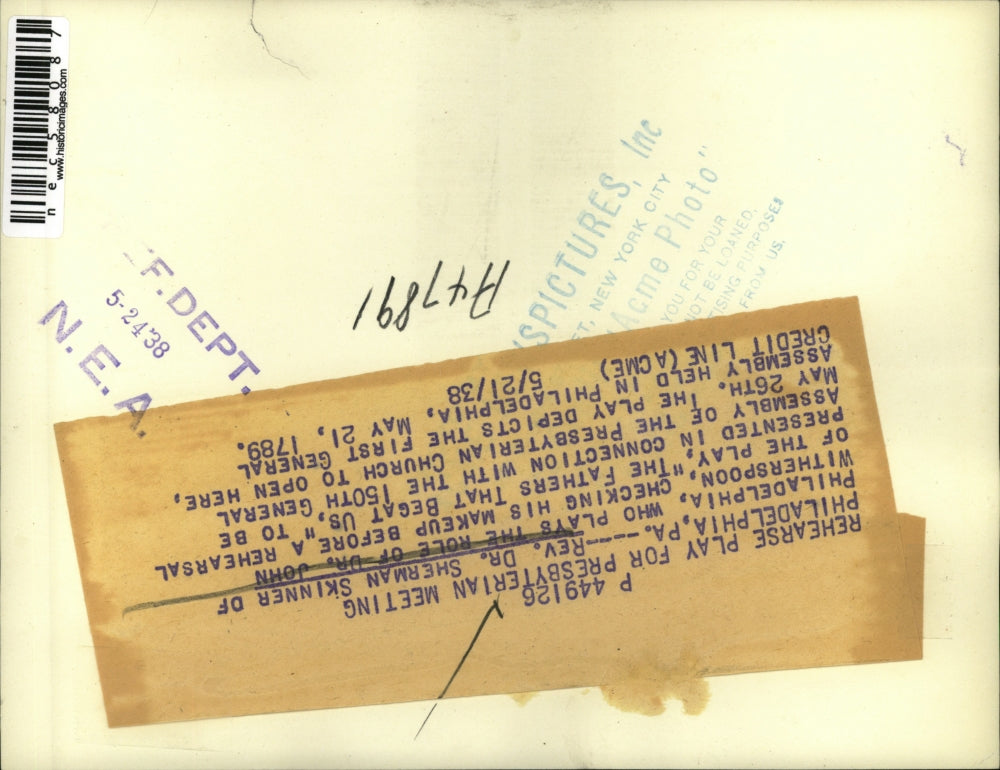 nec58087
www.historicimages.com
SPICTURES, Inc
ST, NEW YORK CITY
"Acme Photo"
YOU FOR YOUR
NOT BE LOANED,
TISING PURPOSES
FROM US.
F. DEPT.
5-24'38
N. E. A.
A47891
P 449126
REHEARSE PLAY FOR PRESBYTERIAN MEETING
PHILADELPHIA, PA.----REV. DR. SHERMAN SKINNER OF
PHILADELPHIA, WHO PLAYS THE ROLE OF DR. JOHN
WITHERSPOON, CHECKING HIS MAKEUP BEFORE A REHEARSAL
OF THE PLAY, "THE FATHERS THAT BEGAT US," TO BE
PRESENTED IN CONNECTION WITH THE 150TH GENERAL
ASSEMBLY OF THE PRESBYTERIAN CHURCH TO OPEN HERE,
MAY 26TH. THE PLAY DEPICTS THE FIRST GENERAL
ASSEMBLY HELD IN PHILADELPHIA, MAY 21, 1789.
CREDIT LINE (ACME) 5/21/38